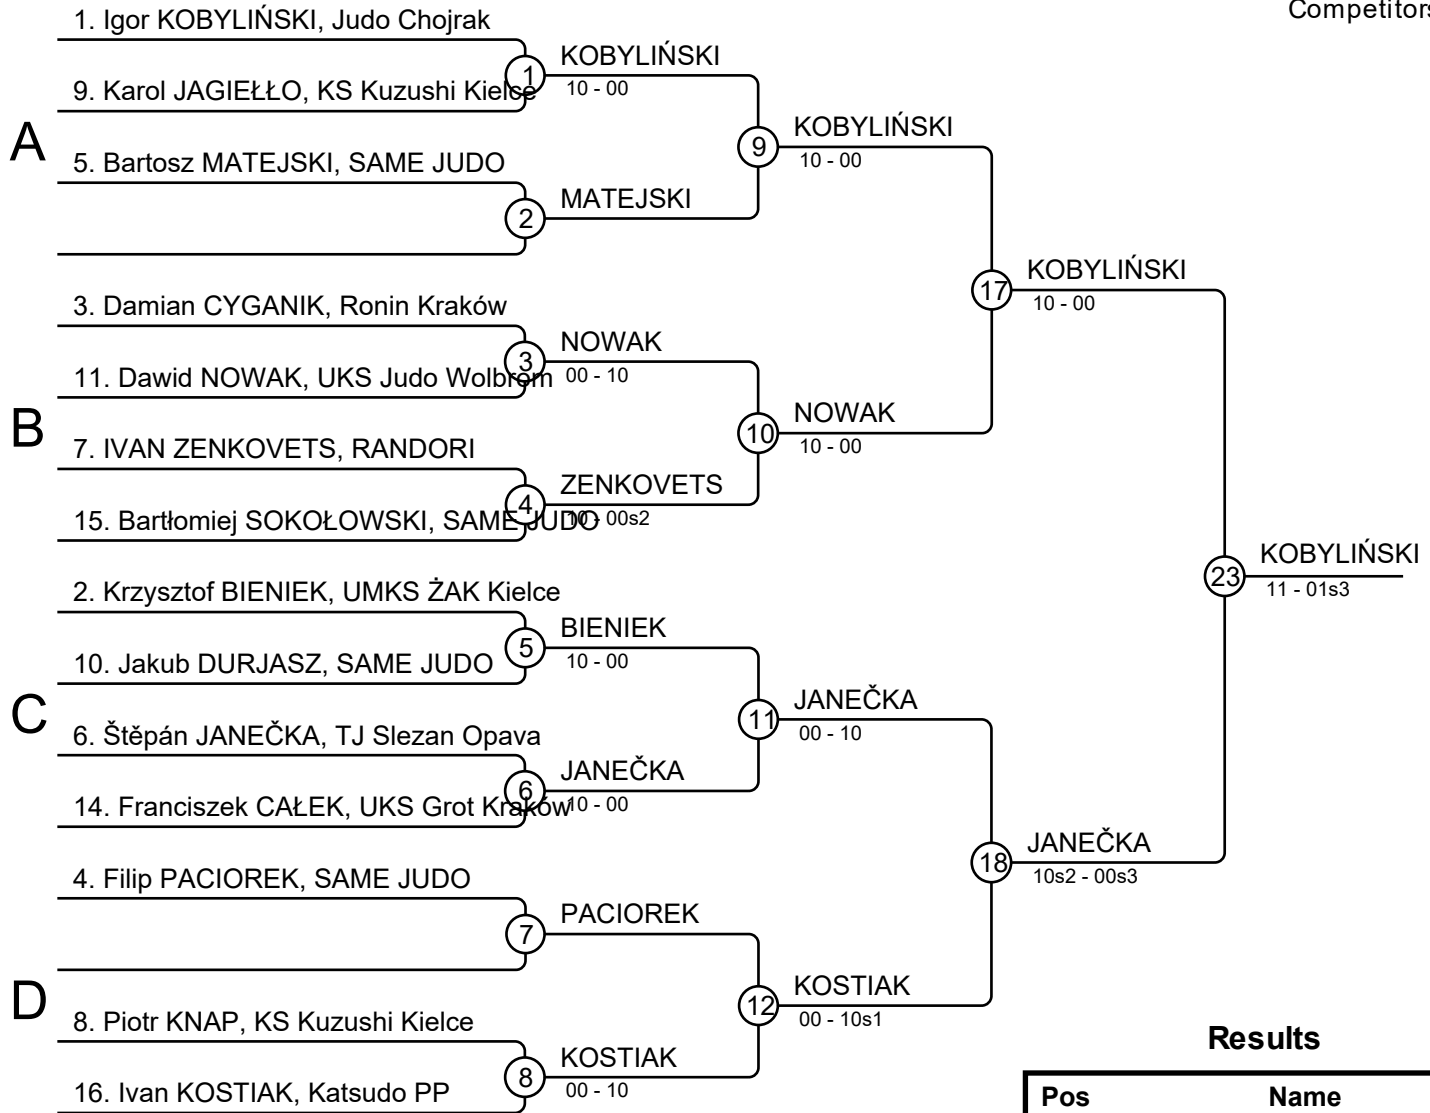 Competitors
1. Igor KOBYLIŃSKI, Judo Chojrak
1
KOBYLIŃSKI
10 - 00
9. Karol JAGIEŁŁO, KS Kuzushi Kielce
A
9
KOBYLIŃSKI
10 - 00
5. Bartosz MATEJSKI, SAME JUDO
2
MATEJSKI
17
KOBYLIŃSKI
10 - 00
3. Damian CYGANIK, Ronin Kraków
3
NOWAK
00 - 10
11. Dawid NOWAK, UKS Judo Wolbrom
B
10
NOWAK
10 - 00
7. IVAN ZENKOVETS, RANDORI
4
ZENKOVETS
10 - 00s2
15. Bartłomiej SOKOŁOWSKI, SAME JUDO
23
KOBYLIŃSKI
11 - 01s3
2. Krzysztof BIENIEK, UMKS ŻAK Kielce
5
BIENIEK
10 - 00
10. Jakub DURJASZ, SAME JUDO
C
11
JANEČKA
00 - 10
6. Štěpán JANEČKA, TJ Slezan Opava
6
JANEČKA
10 - 00
14. Franciszek CAŁEK, UKS Grot Kraków
18
JANEČKA
10s2 - 00s3
4. Filip PACIOREK, SAME JUDO
7
PACIOREK
D
12
KOSTIAK
00 - 10s1
8. Piotr KNAP, KS Kuzushi Kielce
8
KOSTIAK
00 - 10
16. Ivan KOSTIAK, Katsudo PP
Results
Pos Name